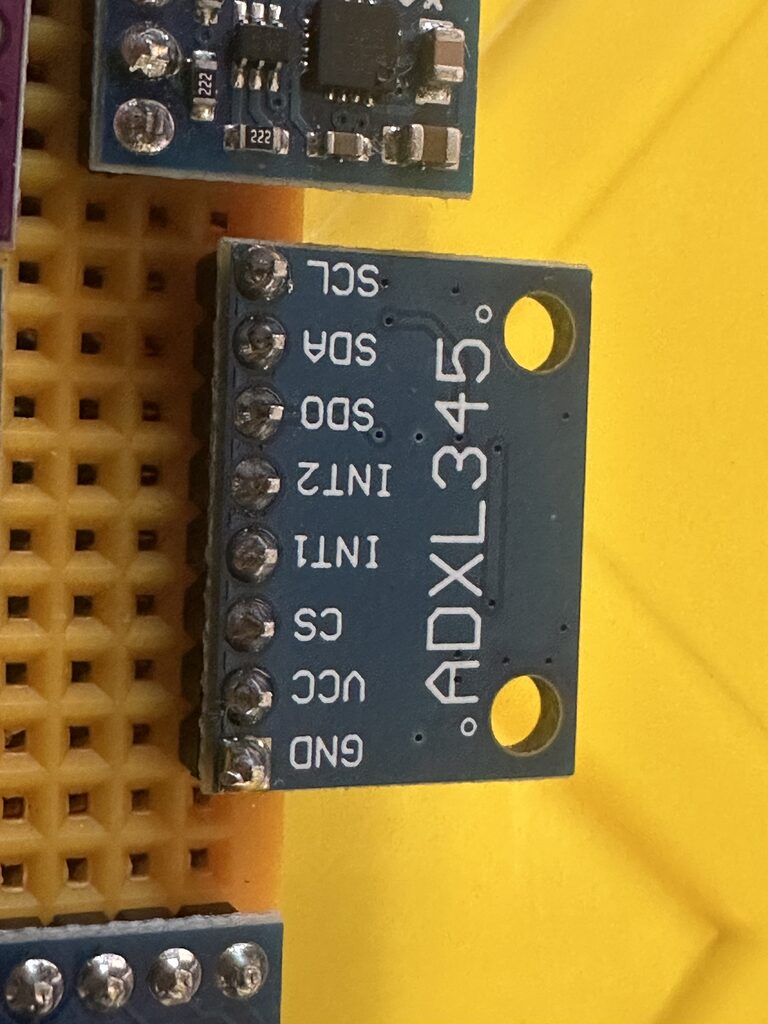 222
222
SCL
SDA
SDO
INT2
INT1
CS
VCC
GND
ADXL345